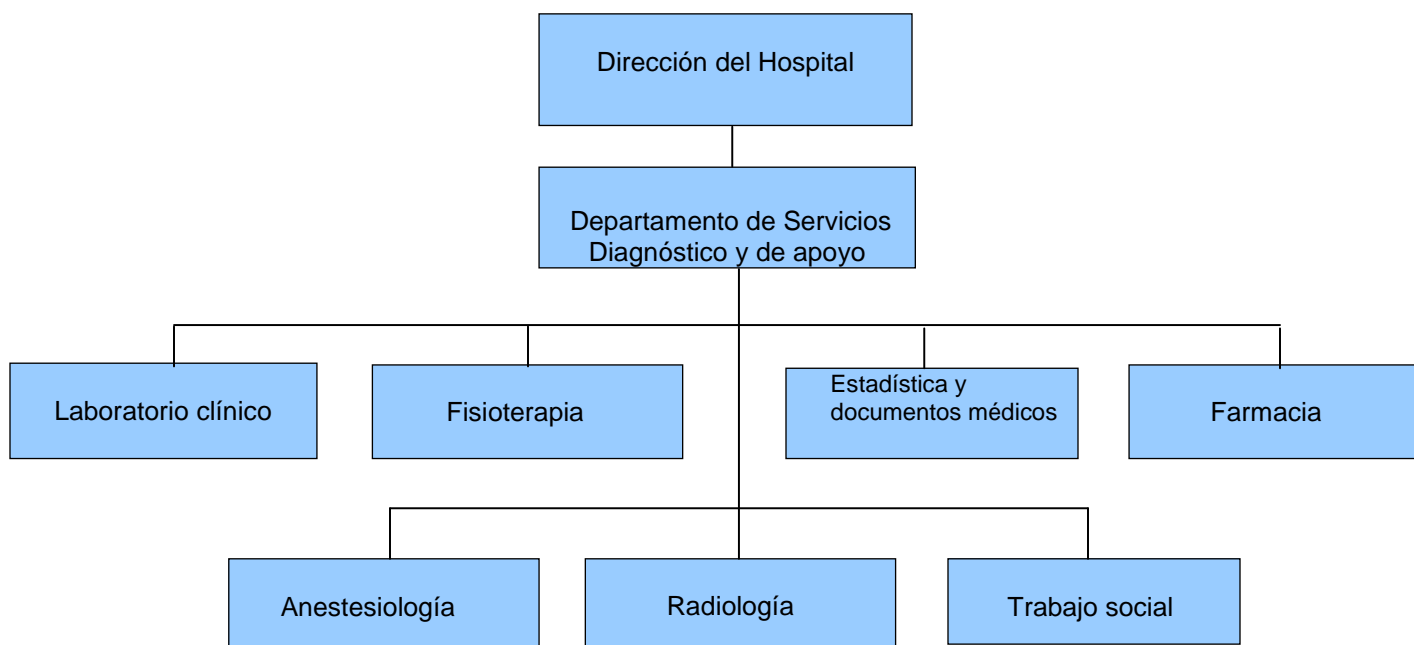 Dirección del Hospital
Departamento de Servicios
Diagnóstico y de apoyo
Laboratorio clínico
Fisioterapia
Estadística y
documentos médicos
Farmacia
Anestesiología
Radiología
Trabajo social